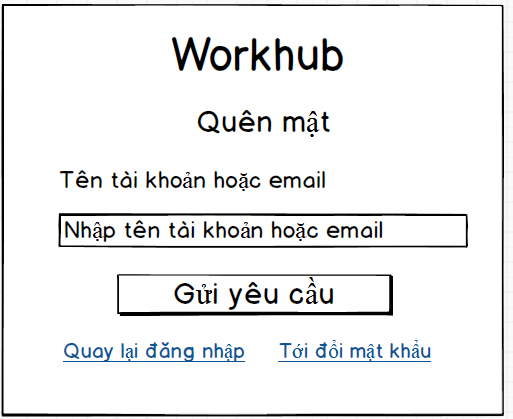 Workhub
Quên mật
Tên tài khoản hoặc email
Nhập tên tài khoản hoặc email
Gửi yêu cầu
Quay lại đăng nhập Tới đổi mật khẩu